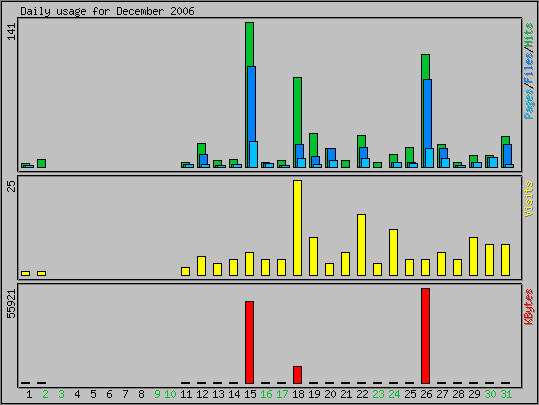 Daily usage for December 2006
141
Pages/Files/Hits
25
Visits
55921
KBytes
1 2 3 4 5 6 7 8 9 10 11 12 13 14 15 16 17 18 19 20 21 22 23 24 25 26 27 28 29 30 31